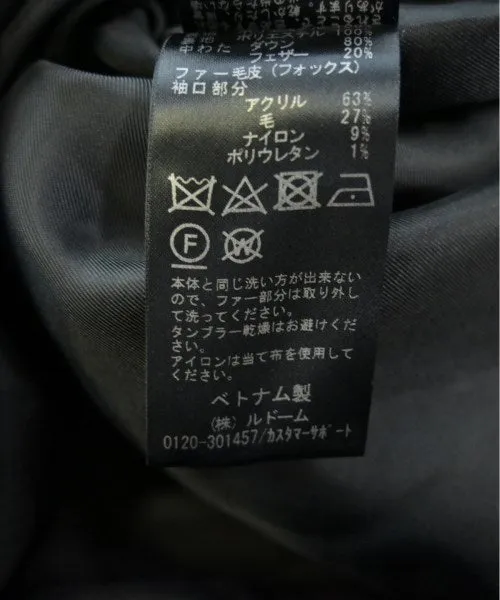 ポリエステル 100%
中わた ダウン 80%
フェザー 20%
ファー毛皮(フォックス)
袖口部分
アクリル 63%
毛 27%
ナイロン 9%
ポリウレタン 1%
F
W
本体と同じ洗い方が出来ない
ので、ファー部分は取り外し
て洗ってください。
タンブラー乾燥はお避けくだ
さい。
アイロンは当て布を使用して
ください。
ベトナム製
(株) ルドーム
0120-301457/カスタマーサポート